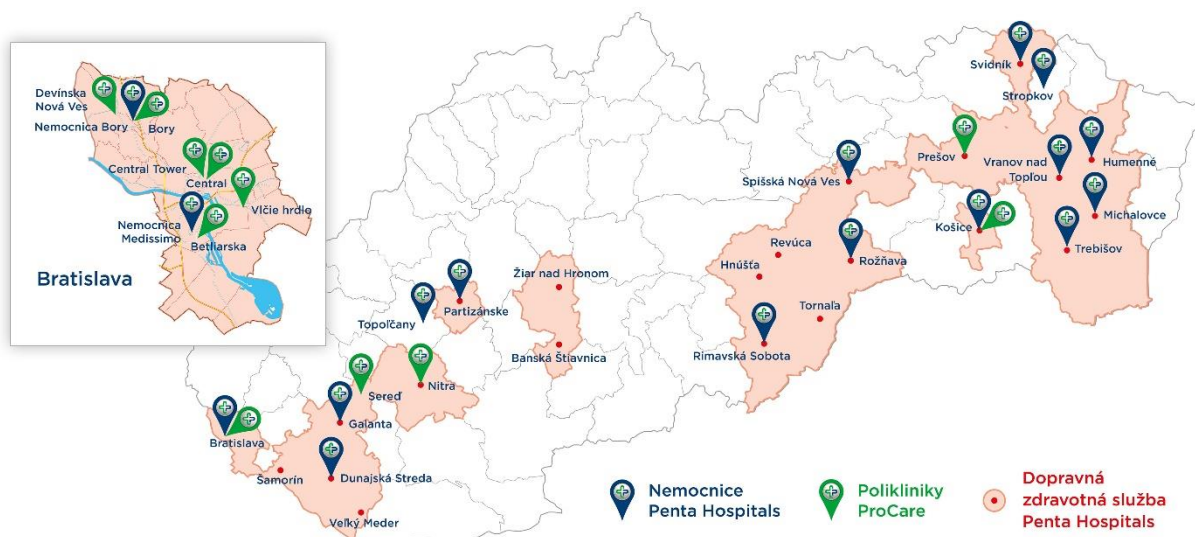 Devínska
Nová Ves
Nemocnica Bory
Bory
Central Tower
Central
Vlčie hrdlo
Nemocnica
Medissimo
Betliarska
Bratislava
Svidník
Stropkov
Prešov
Vranov nad
Topľou
Humenné
Spišská Nová Ves
Michalovce
Košice
Trebišov
Revúca
Hnúšťa
Rožňava
Žiar nad Hronom
Tornaľa
Partizánske
Topoľčany
Banská Štiavnica
Rimavská Sobota
Nitra
Sereď
Galanta
Bratislava
Šamorín
Dunajská Streda
Veľký Meder
Nemocnice
Penta Hospitals
Polikliniky
ProCare
Dopravná
zdravotná služba
Penta Hospitals